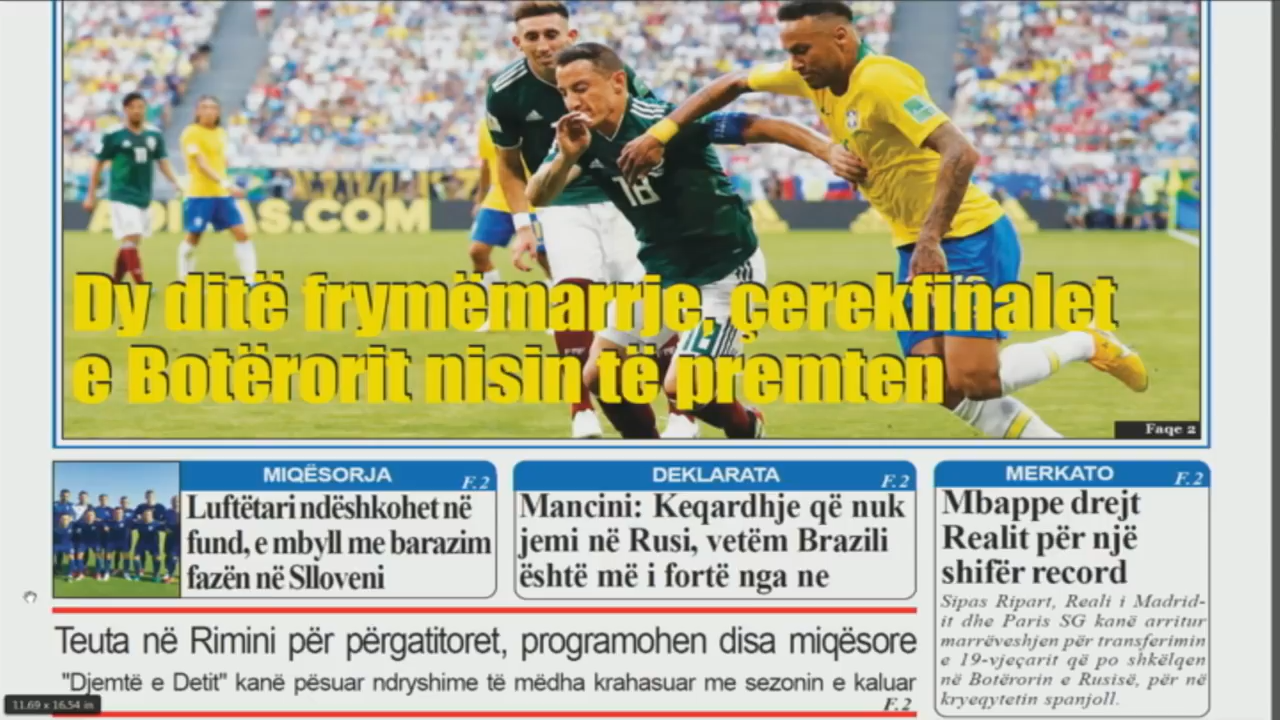 ADIDAS.COM
18
Dy ditë frymëmarrje, çerekfinalet
e Botërorit nisin të premten
Faqe 2
MIQËSORJA
F. 2
Luftëtari ndëshkohet në
fund, e mbyll me barazim
fazën në Slloveni
DEKLARATA
F. 2
Mancini: Keqardhje që nuk
jemi në Rusi, vetëm Brazili
është më i fortë nga ne
MERKATO
F. 2
Mbappe drejt
Realit për një
shifër record
Sipas Ripart, Reali i Madrid-
it dhe Paris SG kanë arritur
marrëveshjen për transferimin
e 19-vjeçarit që po shkëlqen
në Botërorin e Rusisë, për në
kryeqytetin spanjoll.
Teuta në Rimini për përgatitoret, programohen disa miqësore
"Djemtë e Detit" kanë pësuar ndryshime të mëdha krahasuar me sezonin e kaluar
F. 2
11.69 x 16.54 in